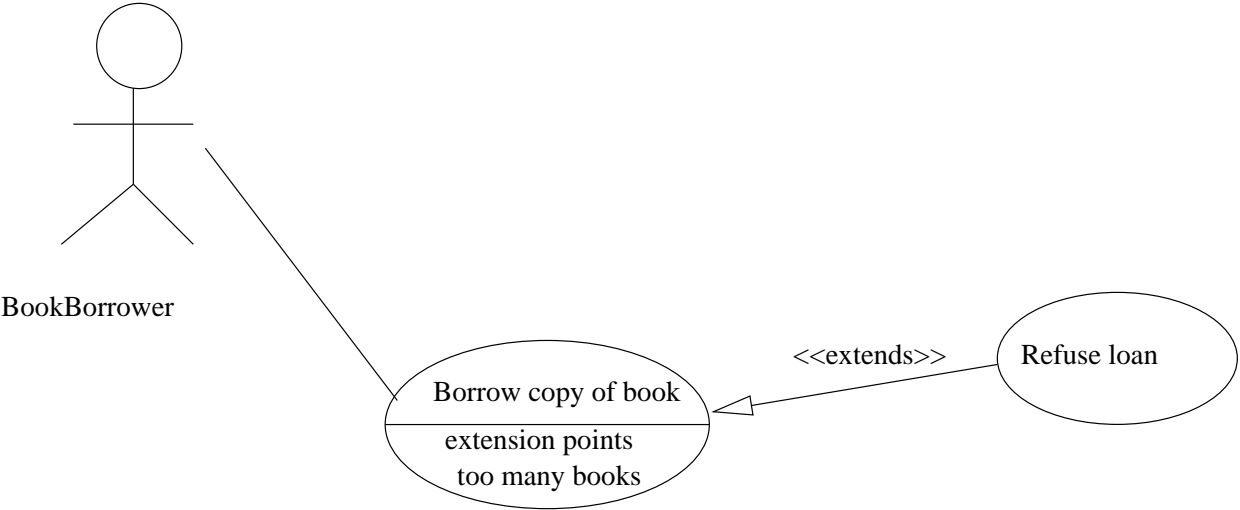 BookBorrower
<<extends>>
Refuse loan
Borrow copy of book
extension points
too many books